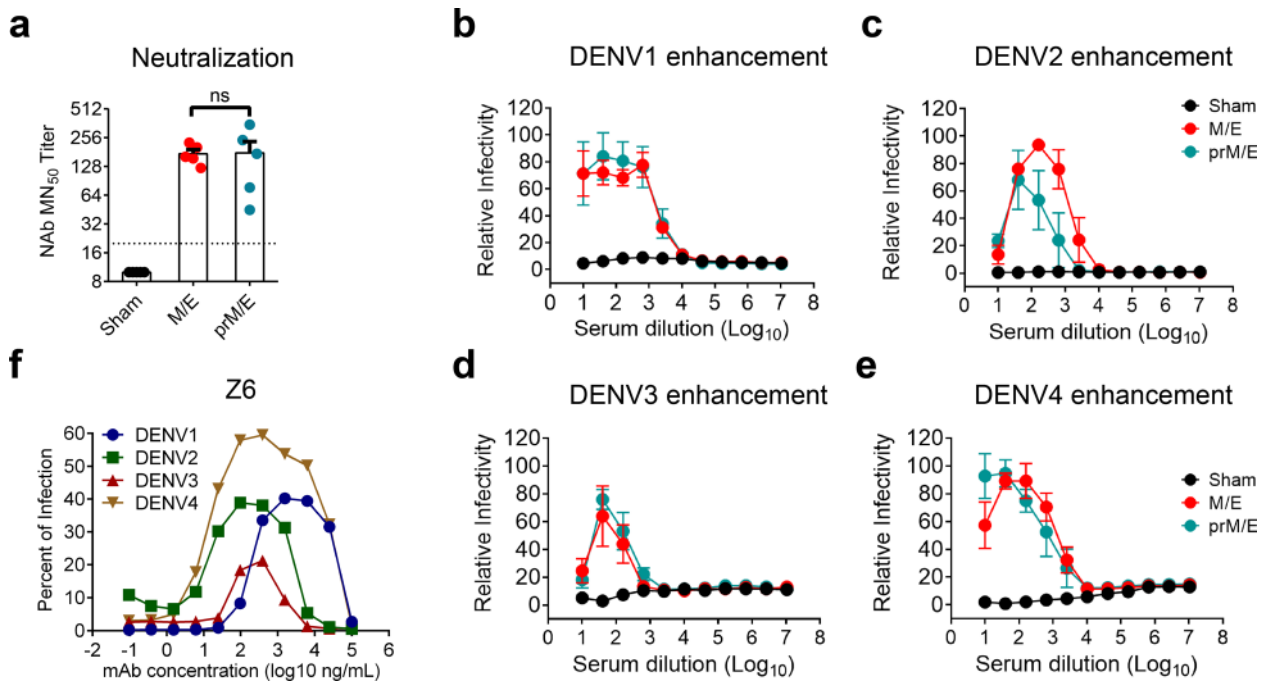 a
Neutralization
ns
NAb MN50 Titer
512
256
128
64
32
16
8
Sham
M/E
prM/E
b
DENV1 enhancement
Relative Infectivity
120
100
80
60
40
20
0
0 1 2 3 4 5 6 7 8
Serum dilution (Log10)
c
DENV2 enhancement
Sham
M/E
prM/E
Relative Infectivity
120
100
80
60
40
20
0
0 1 2 3 4 5 6 7 8
Serum dilution (Log10)
f
Z6
DENV1
DENV2
DENV3
DENV4
Percent of Infection
60
50
40
30
20
10
0
-2 -1 0 1 2 3 4 5 6
mAb concentration (log10 ng/mL)
d
DENV3 enhancement
Relative Infectivity
120
100
80
60
40
20
0
0 1 2 3 4 5 6 7 8
Serum dilution (Log10)
e
DENV4 enhancement
Sham
M/E
prM/E
Relative Infectivity
120
100
80
60
40
20
0
0 1 2 3 4 5 6 7 8
Serum dilution (Log10)